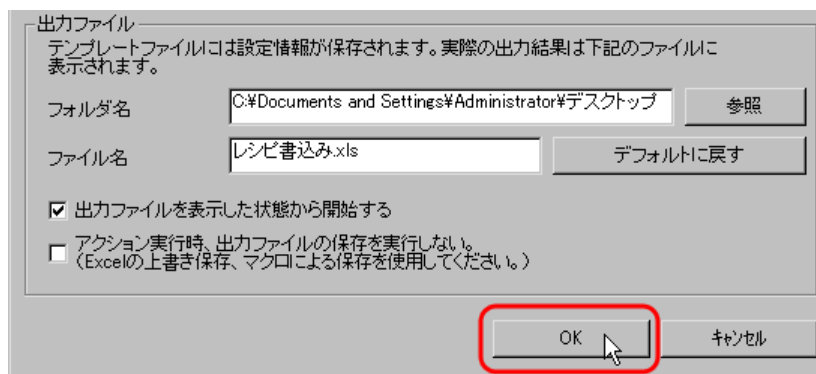 出力ファイル
テンプレートファイルには設定情報が保存されます。実際の出力結果は下記のファイルに
表示されます。
フォルダ名 C:¥Documents and Settings¥Administrator¥デスクトップ 参照
ファイル名 レシピ書込み.xls デフォルトに戻す
出力ファイルを表示した状態から開始する
アクション実行時、出力ファイルの保存を実行しない。
（Excelの上書き保存、マクロによる保存を使用してください。）
OK キャンセル